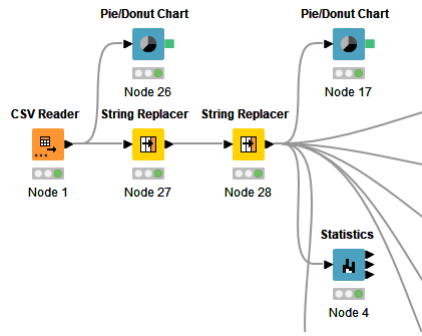 Pie/Donut Chart
Pie/Donut Chart
Node 26
Node 17
CSV Reader
String Replacer
String Replacer
Node 1
Node 27
Node 28
Statistics
Node 4